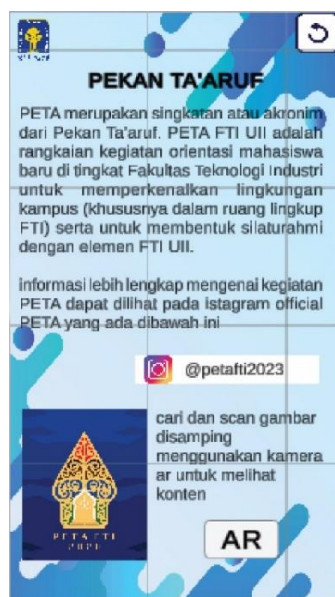 PEKAN TA'ARUF
PETA merupakan singkatan atau akronim
dari Pekan Ta'aruf. PETA FTI UII adalah
rangkaian kegiatan orientasi mahasiswa
baru di tingkat Fakultas Teknologi Industri
untuk memperkenalkan lingkungan
kampus (khususnya dalam ruang lingkup
FTI) serta untuk membentuk silaturahmi
dengan elemen FTI UII.
informasi lebih lengkap mengenai kegiatan
PETA dapat dilihat pada istagram official
PETA yang ada dibawah ini
@petafti2023
cari dan scan gambar
disamping
menggunakan kamera
ar untuk melihat
konten
PETA FTI
AR